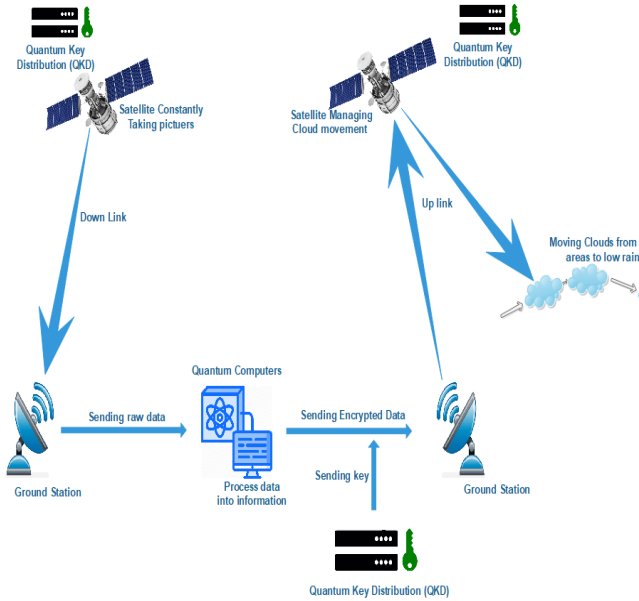 Quantum Key
Distribution (QKD)
Satellite Constantly
Taking pictuers
Down Link
Quantum Key
Distribution (QKD)
Satellite Managing
Cloud movement
Up link
Moving Clouds from
areas to low rain
Ground Station
Sending raw data
Quantum Computers
Process data
into information
Sending Encrypted Data
Sending key
Ground Station
Quantum Key Distribution (QKD)